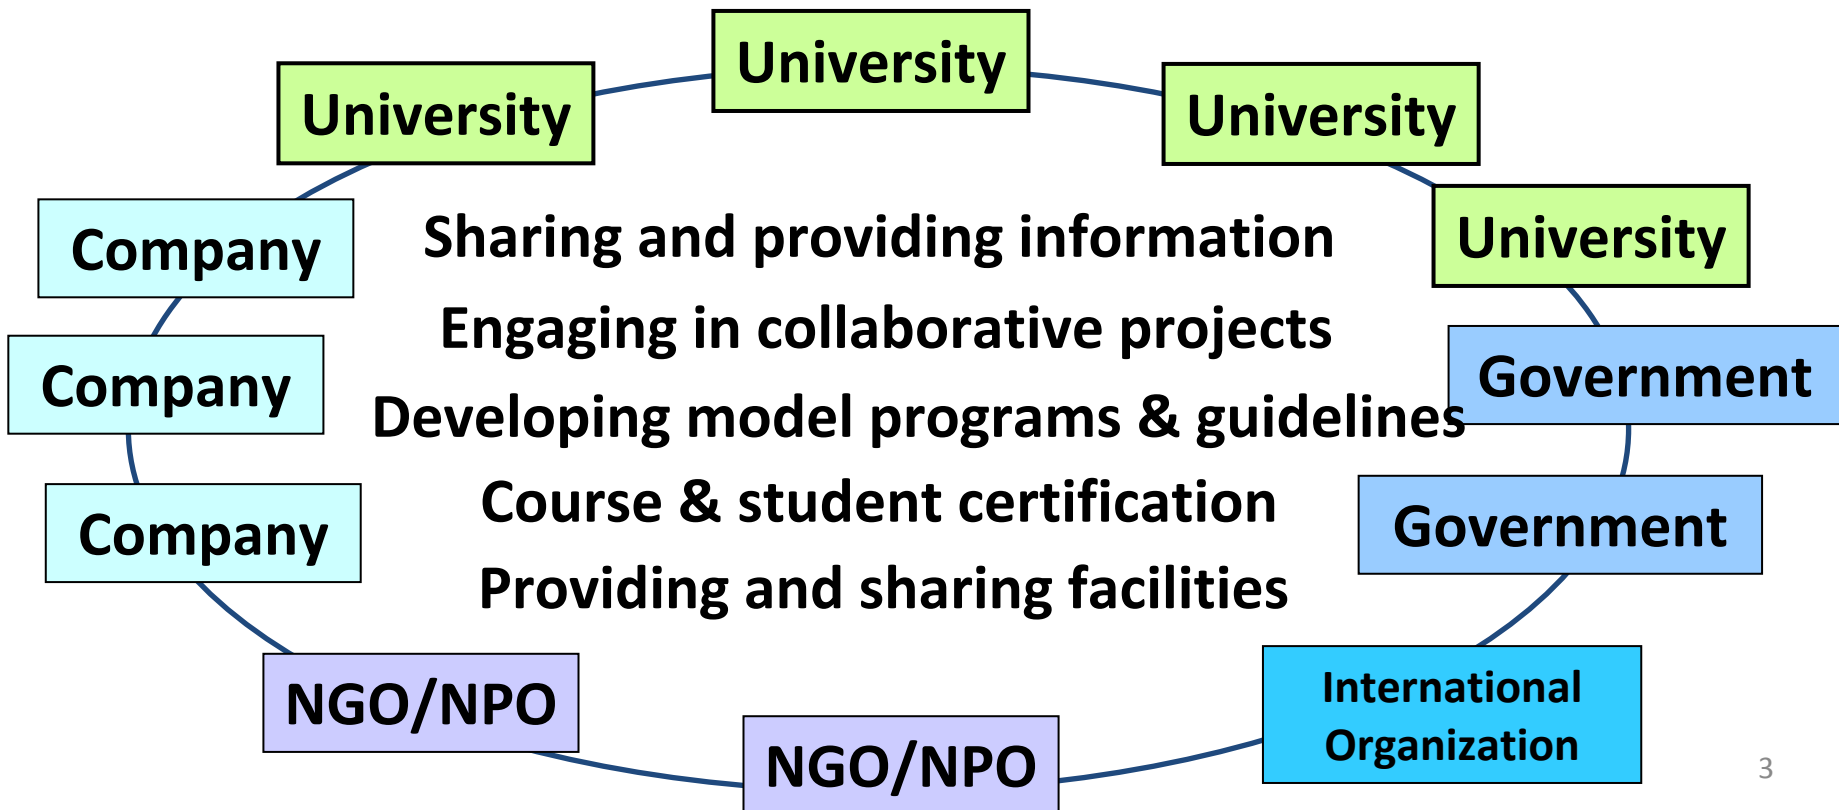 University
University
University
University
Company
Sharing and providing information
Engaging in collaborative projects
Company
Government
Developing model programs & guidelines
Course & student certification
Company
Government
Providing and sharing facilities
NGO/NPO
NGO/NPO
International
Organization
3